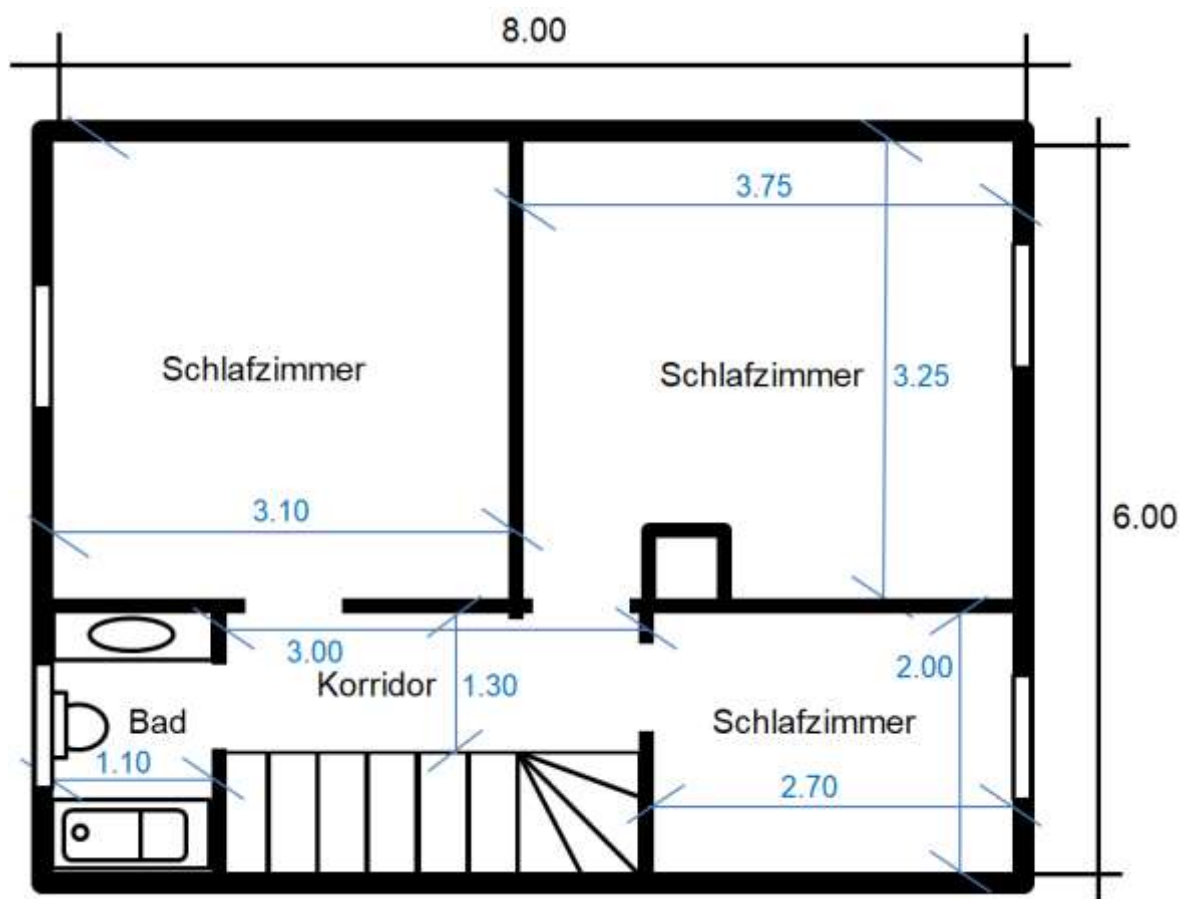 8.00
3.75
Schlafzimmer
Schlafzimmer
3.25
3.10
6.00
3.00
Korridor
1.30
2.00
Bad
Schlafzimmer
1.10
2.70